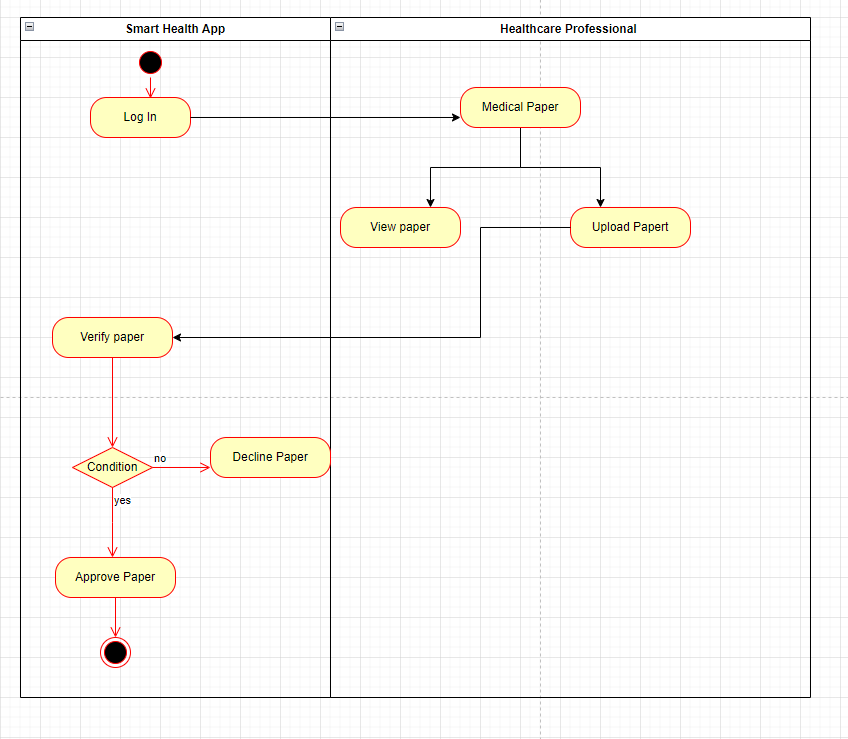 Smart Health App
Healthcare Professional
Log In
Medical Paper
View paper
Upload Papert
Verify paper
Condition
no
Decline Paper
yes
Approve Paper